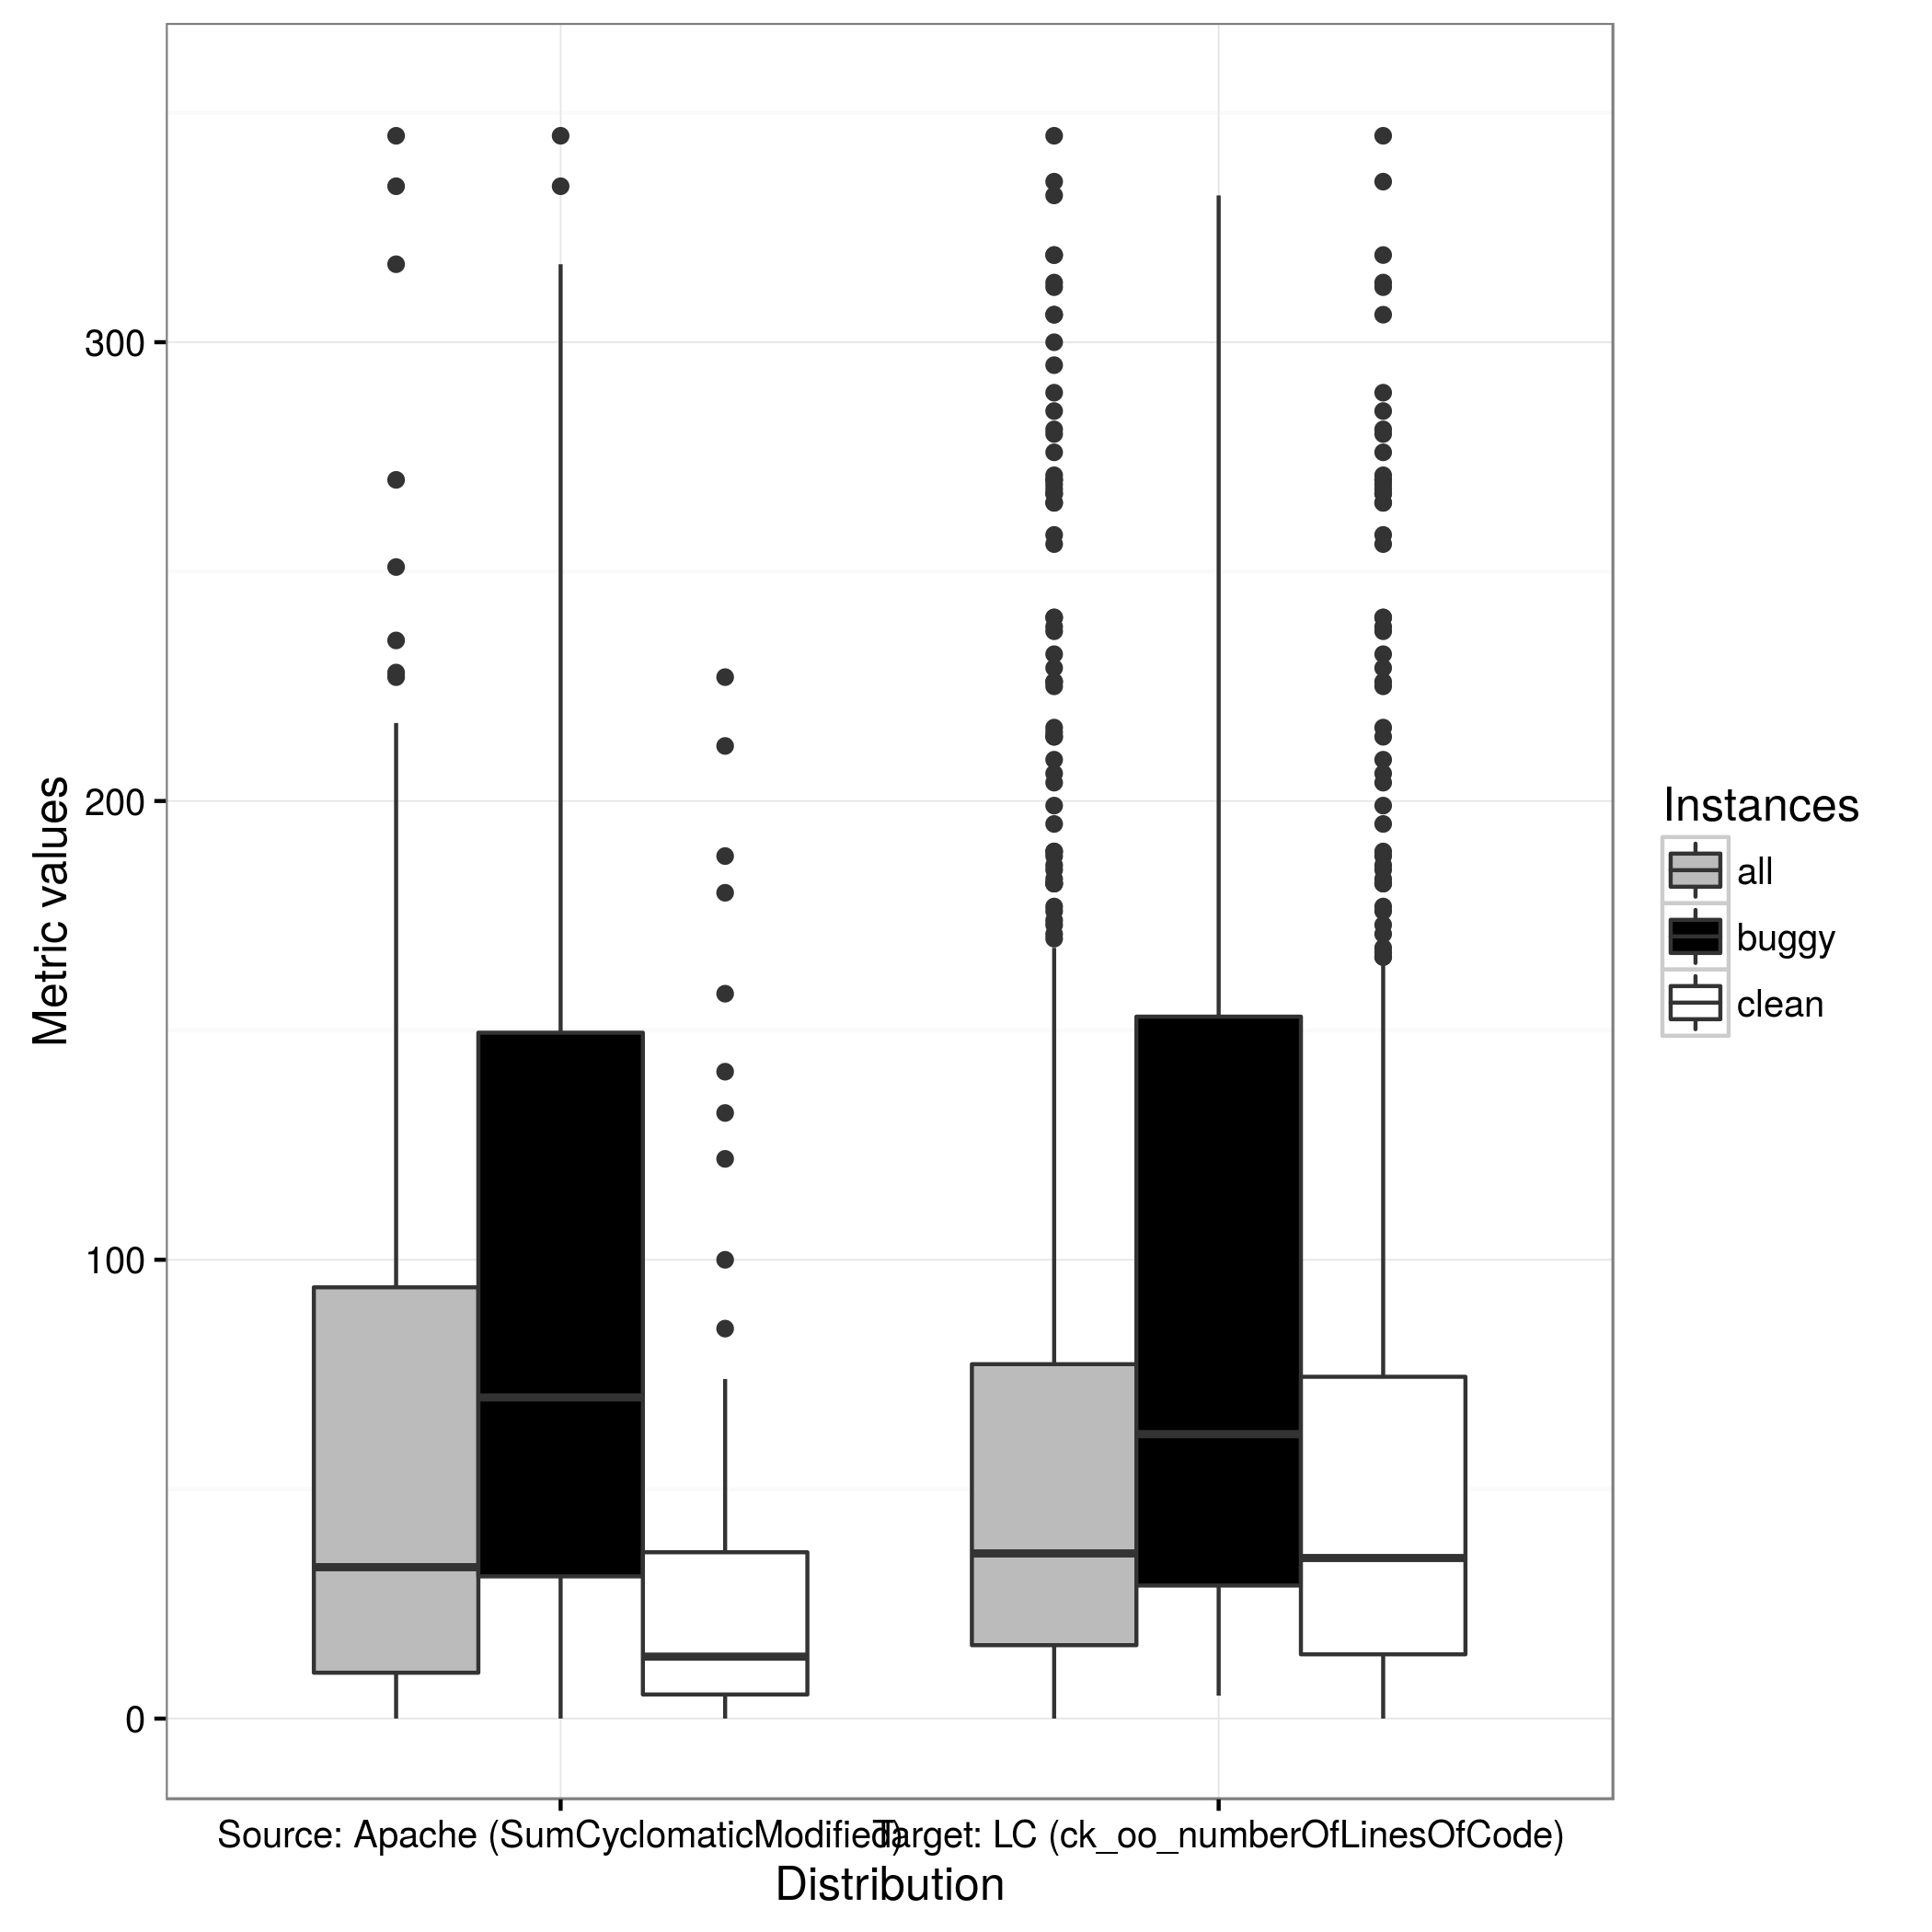 300
200
100
0
Metric values
Source: Apache (SumCyclomaticModified)
Target: LC (ck_oo_numberOfLinesOfCode)
Distribution
Instances
all
buggy
clean